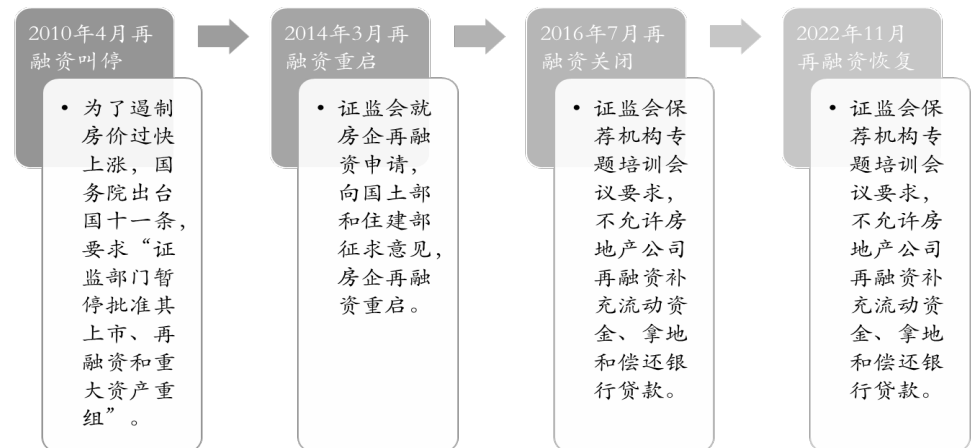 2010年4月再
融资叫停
• 为了遏制
房价过快
上涨，国
务院出台
国十一条，
要求“证
监部门暂
停批准其
上市、再
融资和重
大资产重
组”。
2014年3月再
融资重启
• 证监会就
房企再融
资申请，
向国土部
和住建部
征求意见，
房企再融
资重启。
2016年7月再
融资关闭
• 证监会保
荐机构专
题培训会
议要求，
不允许房
地产公司
再融资补
充流动资
金、拿地
和偿还银
行贷款。
2022年11月
再融资恢复
• 证监会保
荐机构专
题培训会
议要求，
不允许房
地产公司
再融资补
充流动资
金、拿地
和偿还银
行贷款。